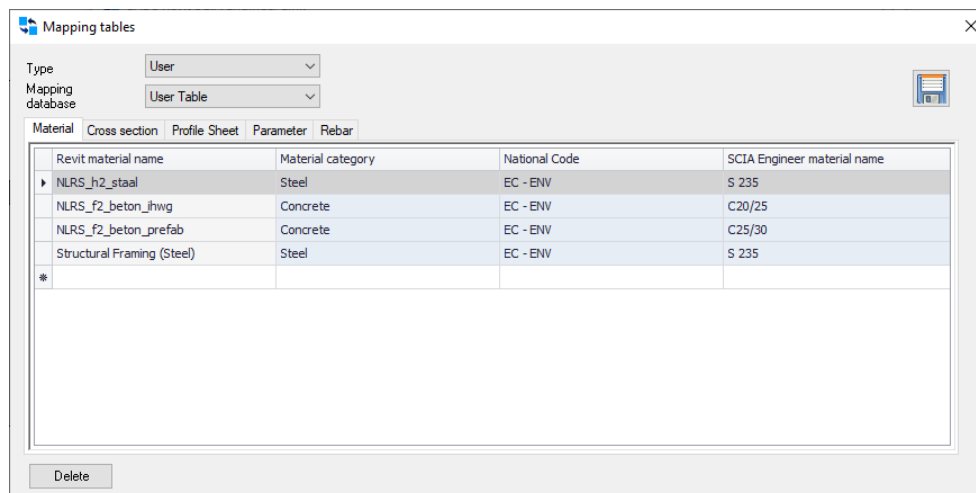 Mapping tables
Type User
Mapping database User Table
Material Cross section Profile Sheet Parameter Rebar
Revit material name Material category National Code SCIA Engineer material name
NLRS_h2_staal Steel EC - ENV S 235
NLRS_f2_beton_ihwg Concrete EC - ENV C20/25
NLRS_f2_beton_prefab Concrete EC - ENV C25/30
Structural Framing (Steel) Steel EC - ENV S 235
Delete